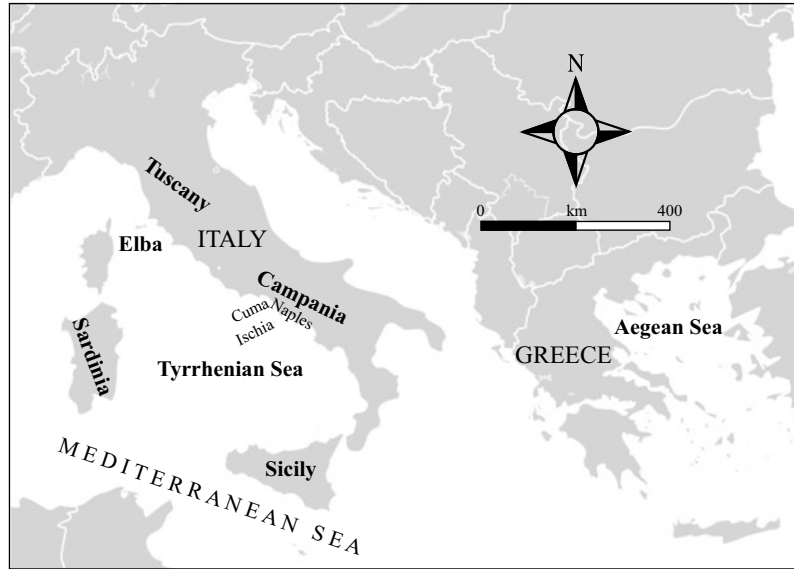 N
0 km 400
Tuscany
Elba
ITALY
Campania
Cuma Naples
Ischia
Aegean Sea
GREECE
Sardinia
Tyrrhenian Sea
Sicily
MEDITERRANEAN SEA